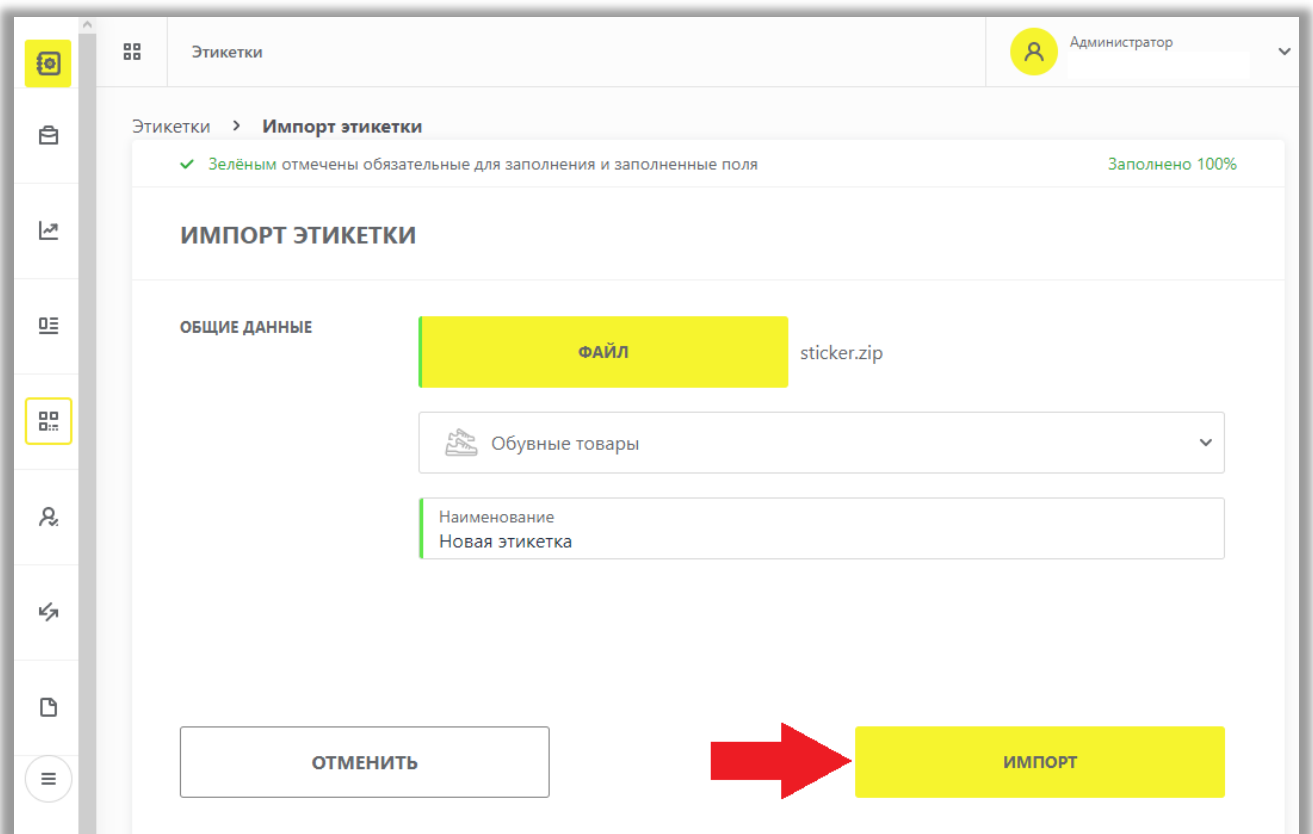 Этикетки
Администратор
Этикетки > Импорт этикетки
Зелёным отмечены обязательные для заполнения и заполненные поля
Заполнено 100%
ИМПОРТ ЭТИКЕТКИ
ОБЩИЕ ДАННЫЕ
ФАЙЛ
sticker.zip
Обувные товары
Наименование
Новая этикетка
ОТМЕНИТЬ
ИМПОРТ